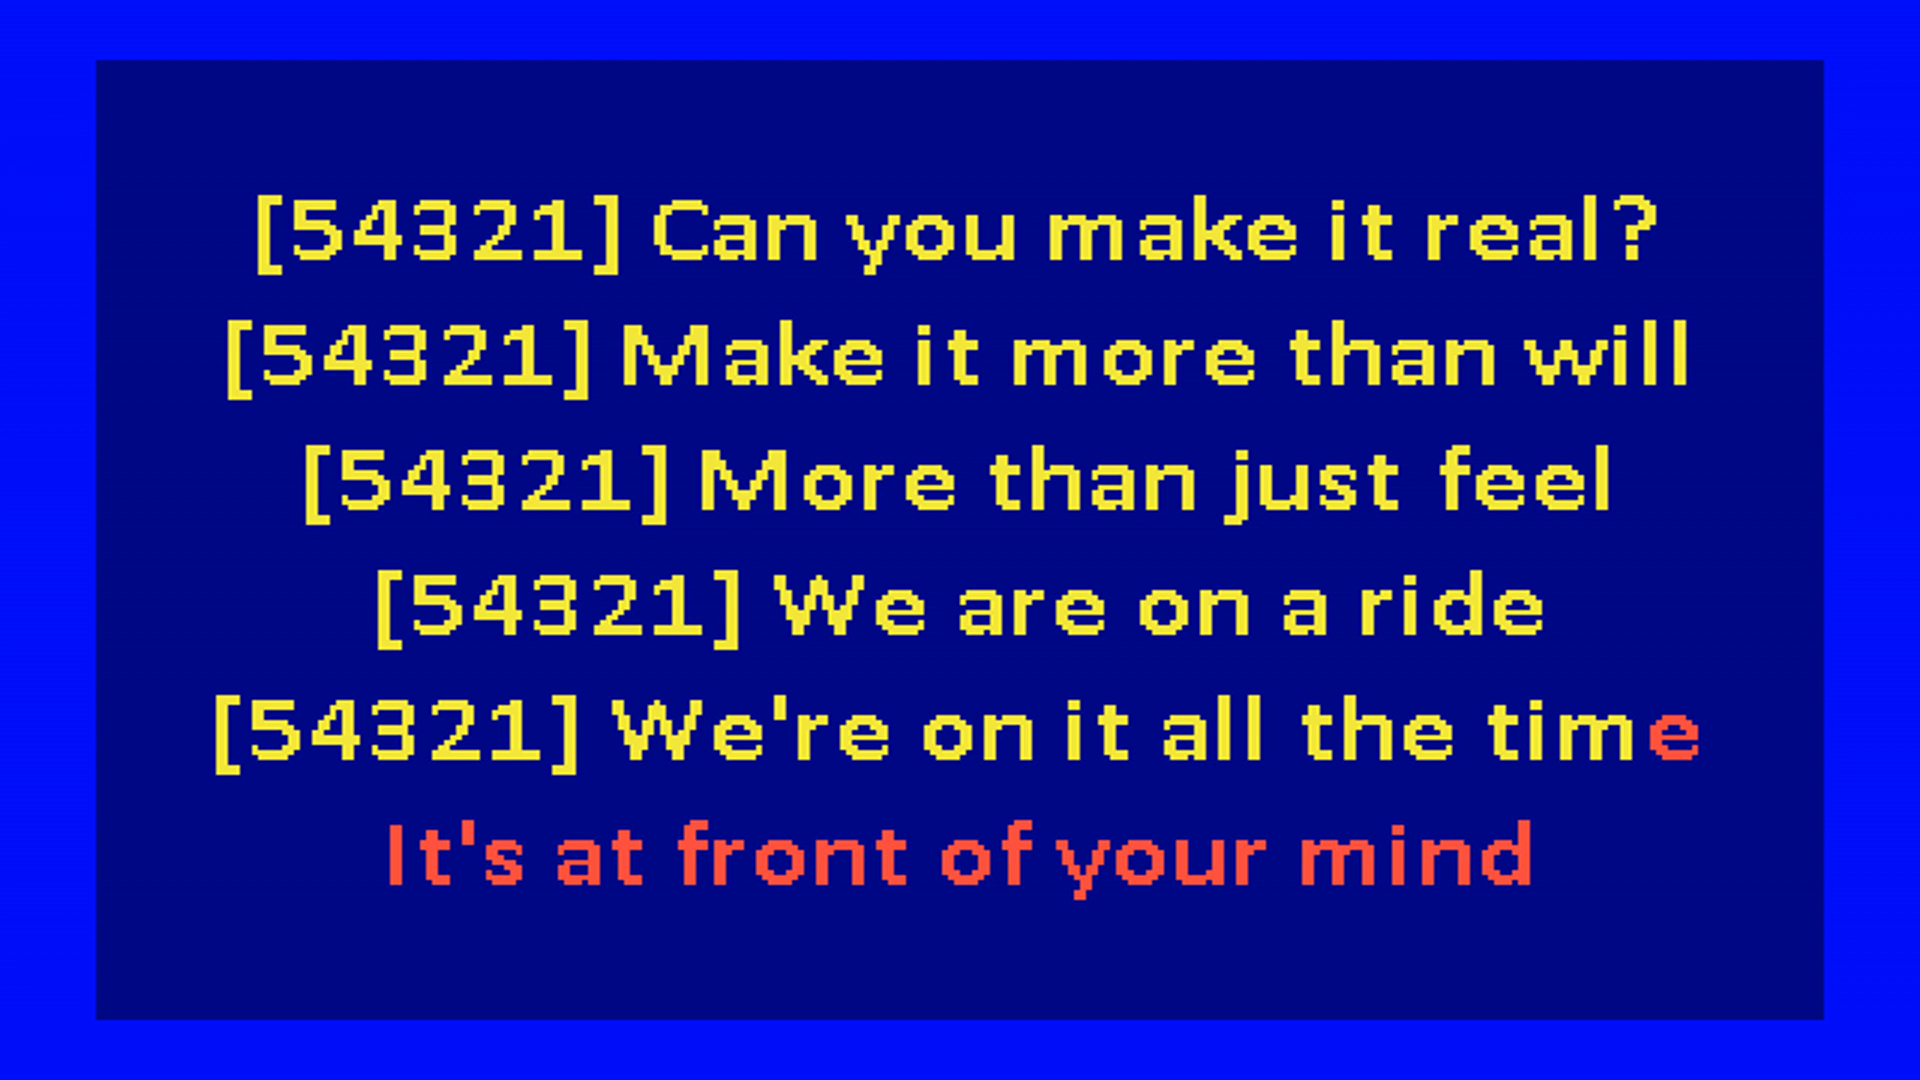 [54321] Can you make it real?
[54321] Make it more than will
[54321] More than just feel
[54321] We are on a ride
[54321] We're on it all the time
It's at front of your mind